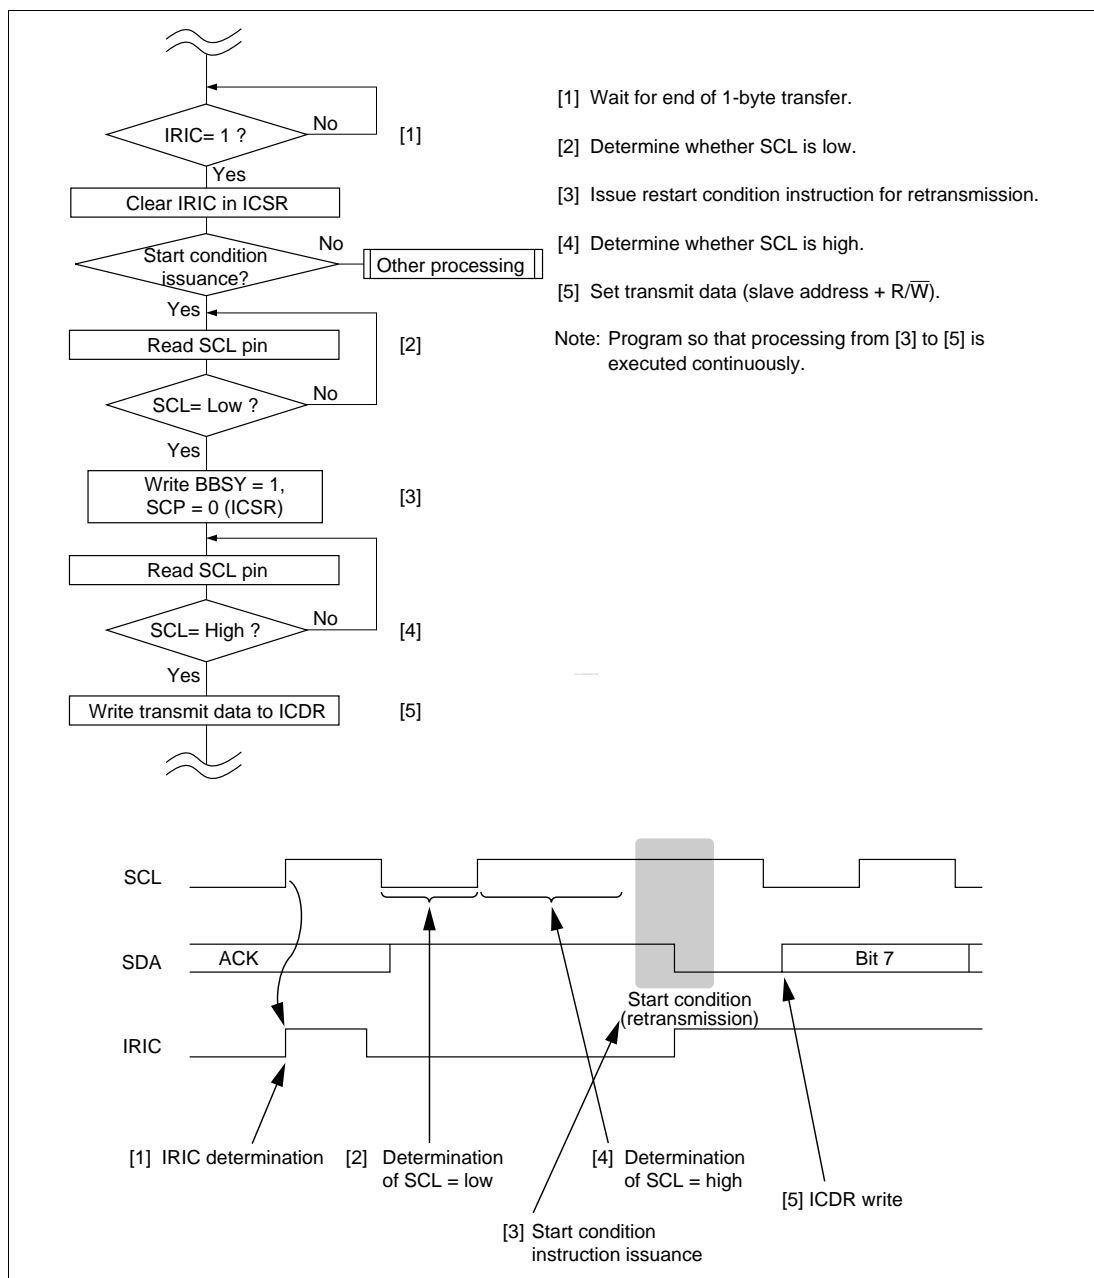 IRIC= 1 ?
No
[1]
Yes
Clear IRIC in ICSR
Start condition
issuance?
No
Other processing
Yes
Read SCL pin
[2]
SCL= Low ?
No
Yes
Write BBSY = 1,
SCP = 0 (ICSR)
[3]
Read SCL pin
SCL= High ?
No
[4]
Yes
Write transmit data to ICDR
[5]
[1] Wait for end of 1-byte transfer.
[2] Determine whether SCL is low.
[3] Issue restart condition instruction for retransmission.
[4] Determine whether SCL is high.
[5] Set transmit data (slave address + R/W̅).
Note: Program so that processing from [3] to [5] is
executed continuously.
SCL
SDA
ACK
Bit 7
Start condition
(retransmission)
IRIC
[1] IRIC determination
[2] Determination
of SCL = low
[4] Determination
of SCL = high
[5] ICDR write
[3] Start condition
instruction issuance